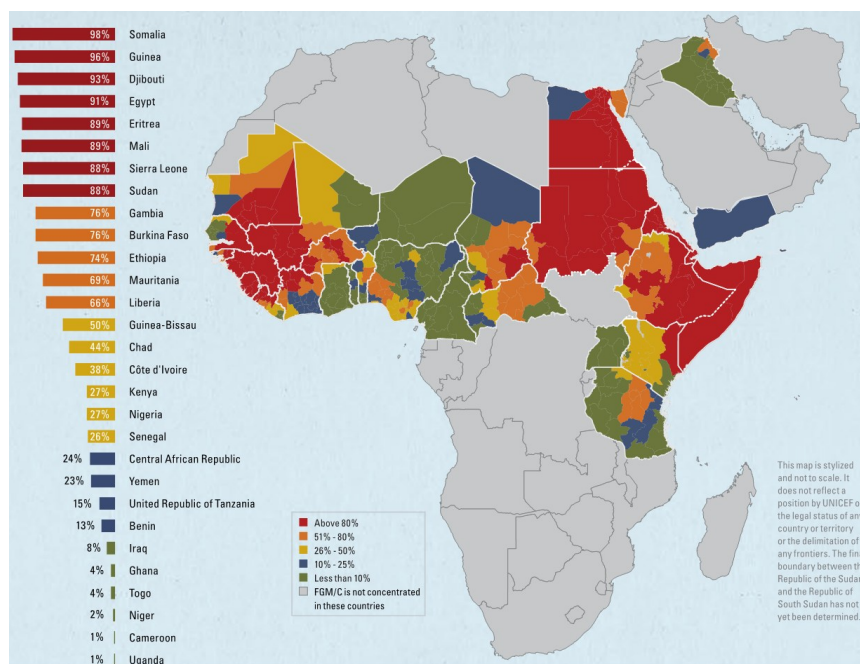 98% Somalia
96% Guinea
93% Djibouti
91% Egypt
89% Eritrea
89% Mali
88% Sierra Leone
88% Sudan
76% Gambia
76% Burkina Faso
74% Ethiopia
69% Mauritania
66% Liberia
50% Guinea-Bissau
44% Chad
38% Côte d'Ivoire
27% Kenya
27% Nigeria
26% Senegal
24% Central African Republic
23% Yemen
15% United Republic of Tanzania
13% Benin
8% Iraq
4% Ghana
4% Togo
2% Niger
1% Cameroon
1% Uganda
Above 80%
51% - 80%
26% - 50%
10% - 25%
Less than 10%
FGM/C is not concentrated
in these countries
This map is stylized
and not to scale. It
does not reflect a
position by UNICEF o
the legal status of an
country or territory
or the delimitation of
any frontiers. The fin
boundary between th
Republic of the Suda
and the Republic of
South Sudan has not
yet been determined.